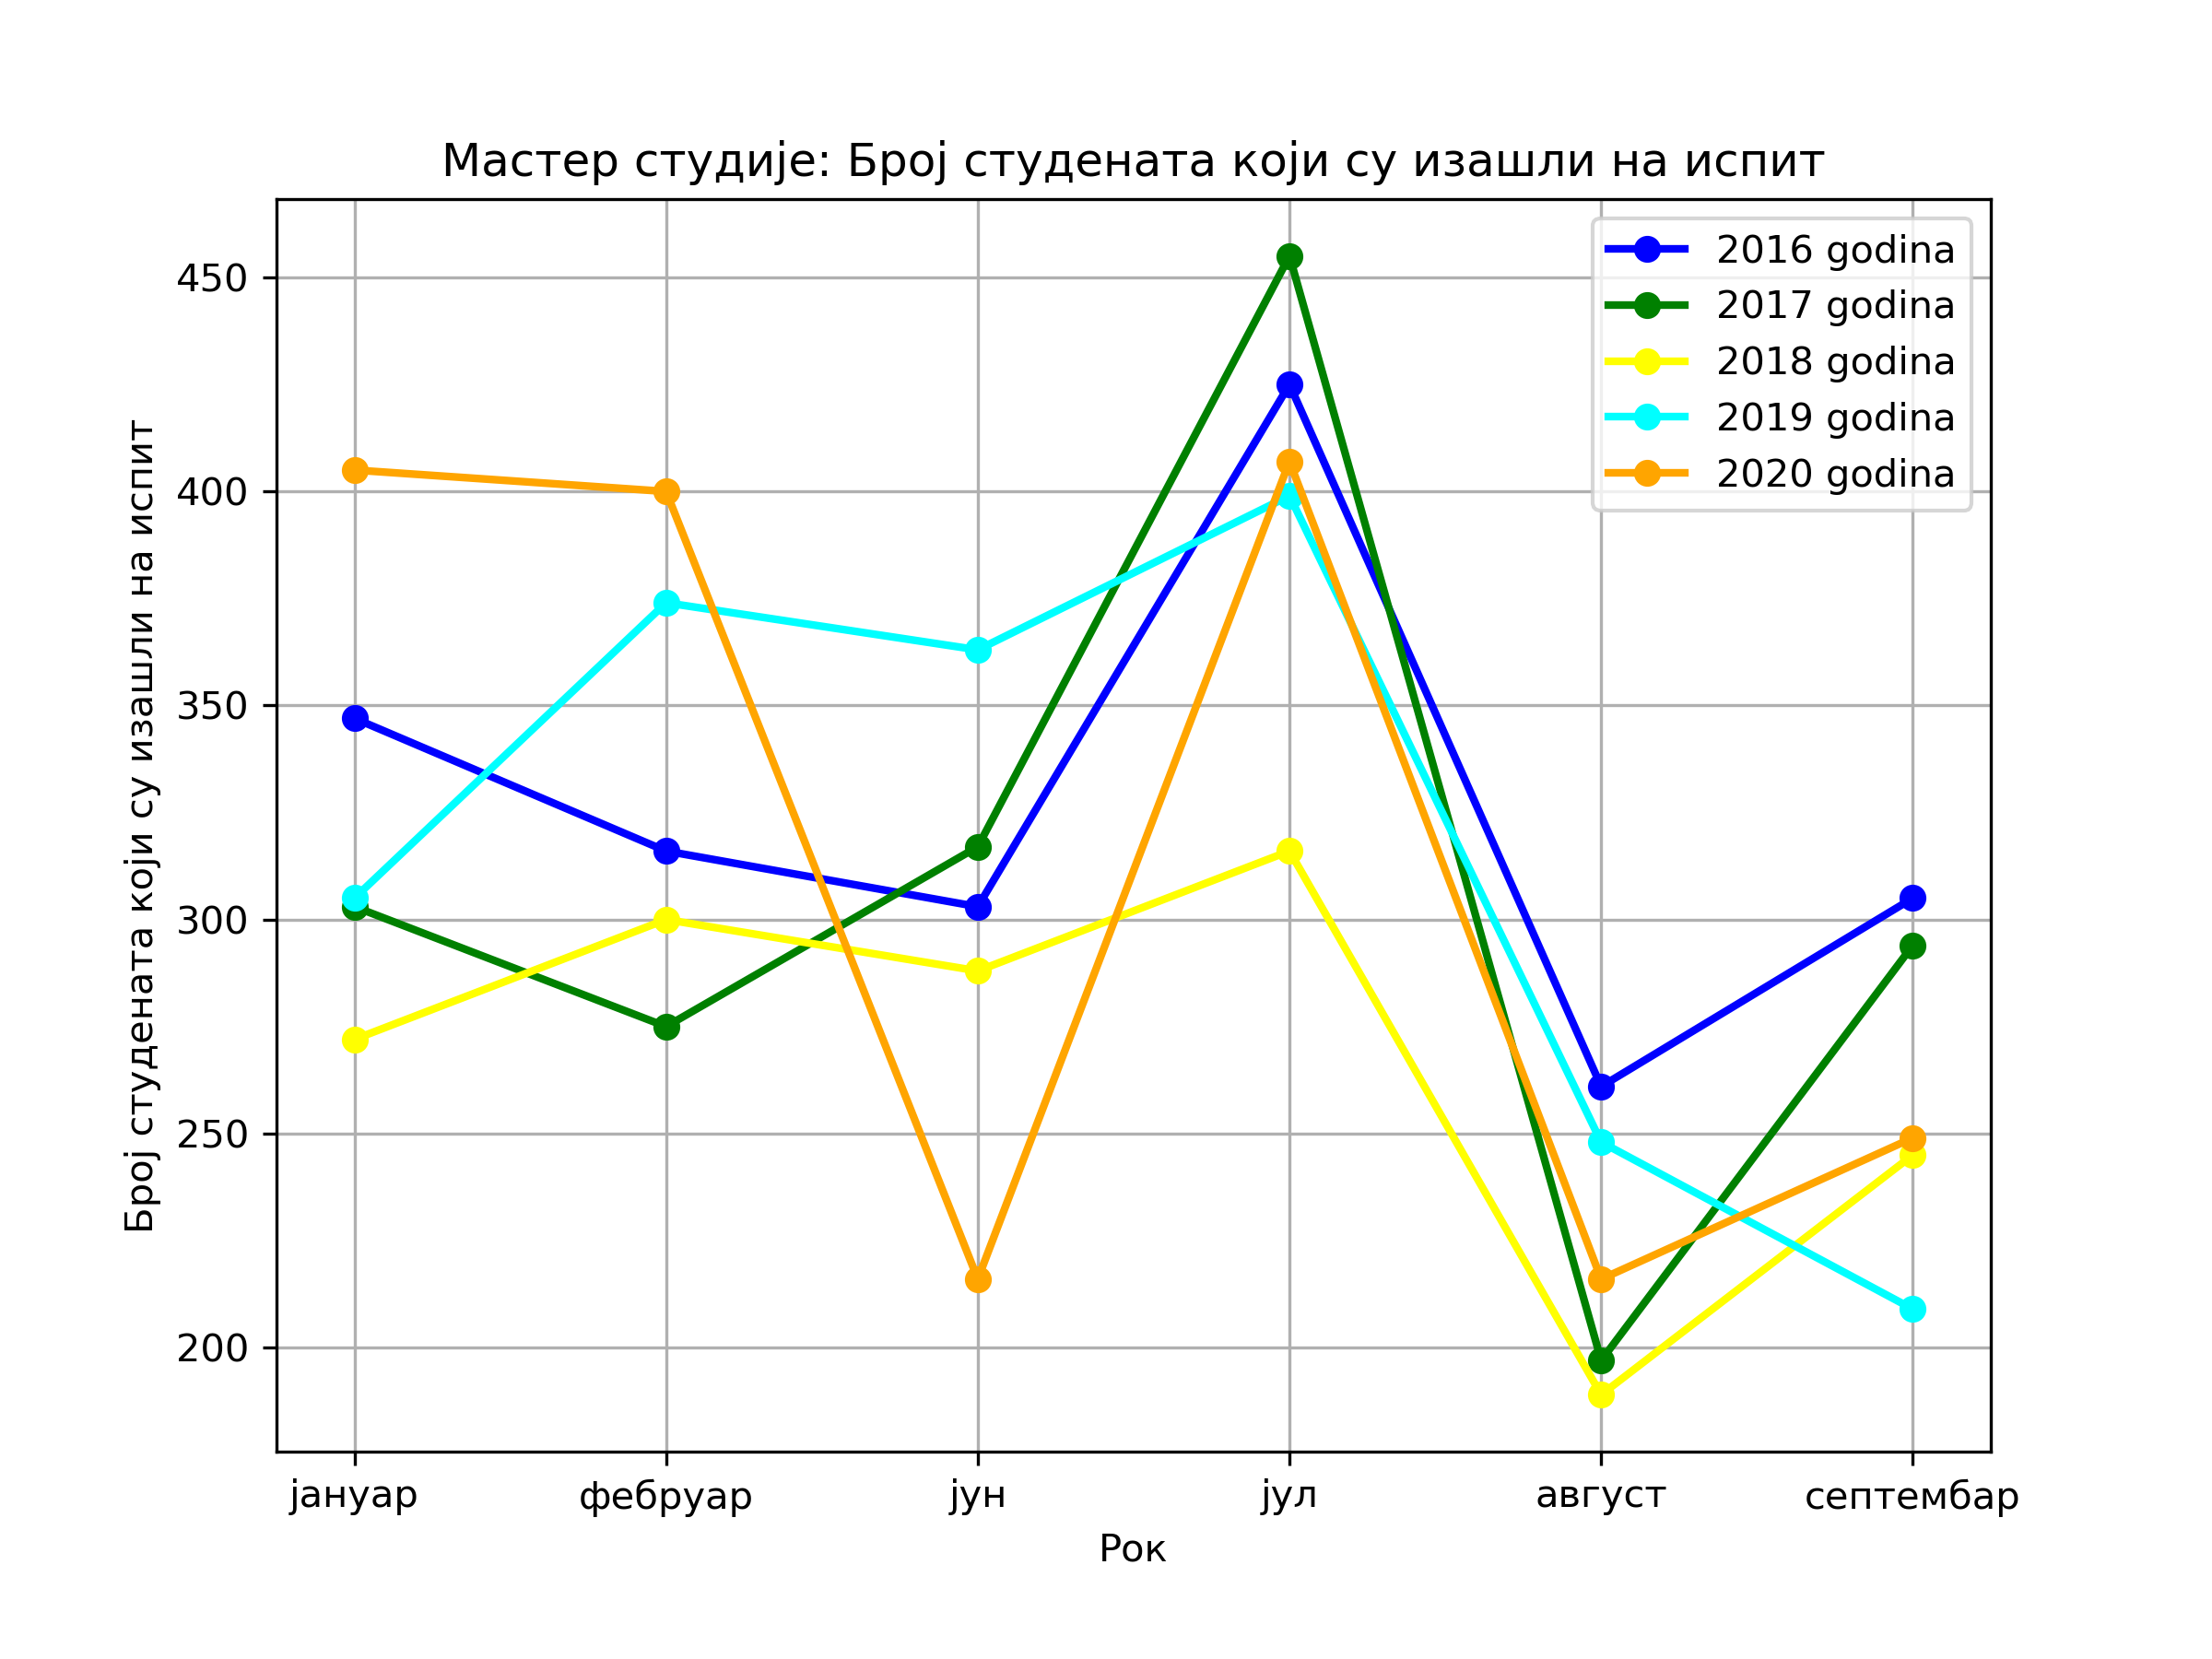 Мастер студије: Број студената који су изашли на испит
2016 godina
2017 godina
2018 godina
2019 godina
2020 godina
Број студената који су изашли на испит
450
400
350
300
250
200
јануар
фебруар
јун
јул
август
септембар
Рок